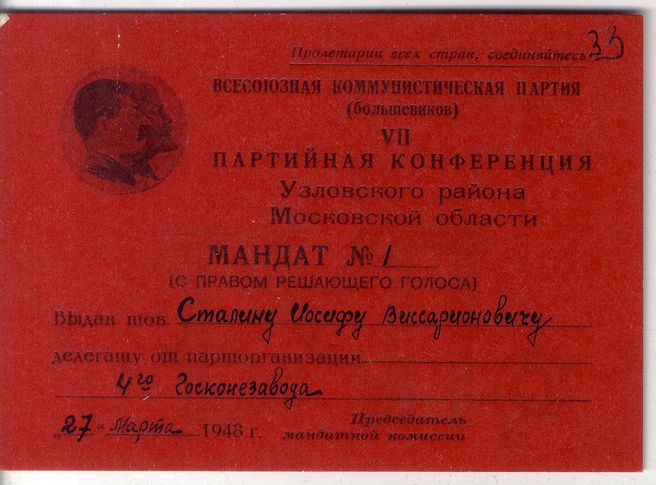 33
Пролетарии всех стран, соединяйтесь
ВСЕСОЮЗНАЯ КОММУНИСТИЧЕСКАЯ ПАРТИЯ
(большевиков)
VII
ПАРТИЙНАЯ КОНФЕРЕНЦИЯ
Узловского района
Московской области
МАНДАТ № 1
(С ПРАВОМ РЕШАЮЩЕГО ГОЛОСА)
Выдан тов. Сталину Иосифу Виссарионовичу
делегату от парторганизации
4го Госконезавода
„27" Марта 1948 г.
Председатель
мандатной комиссии